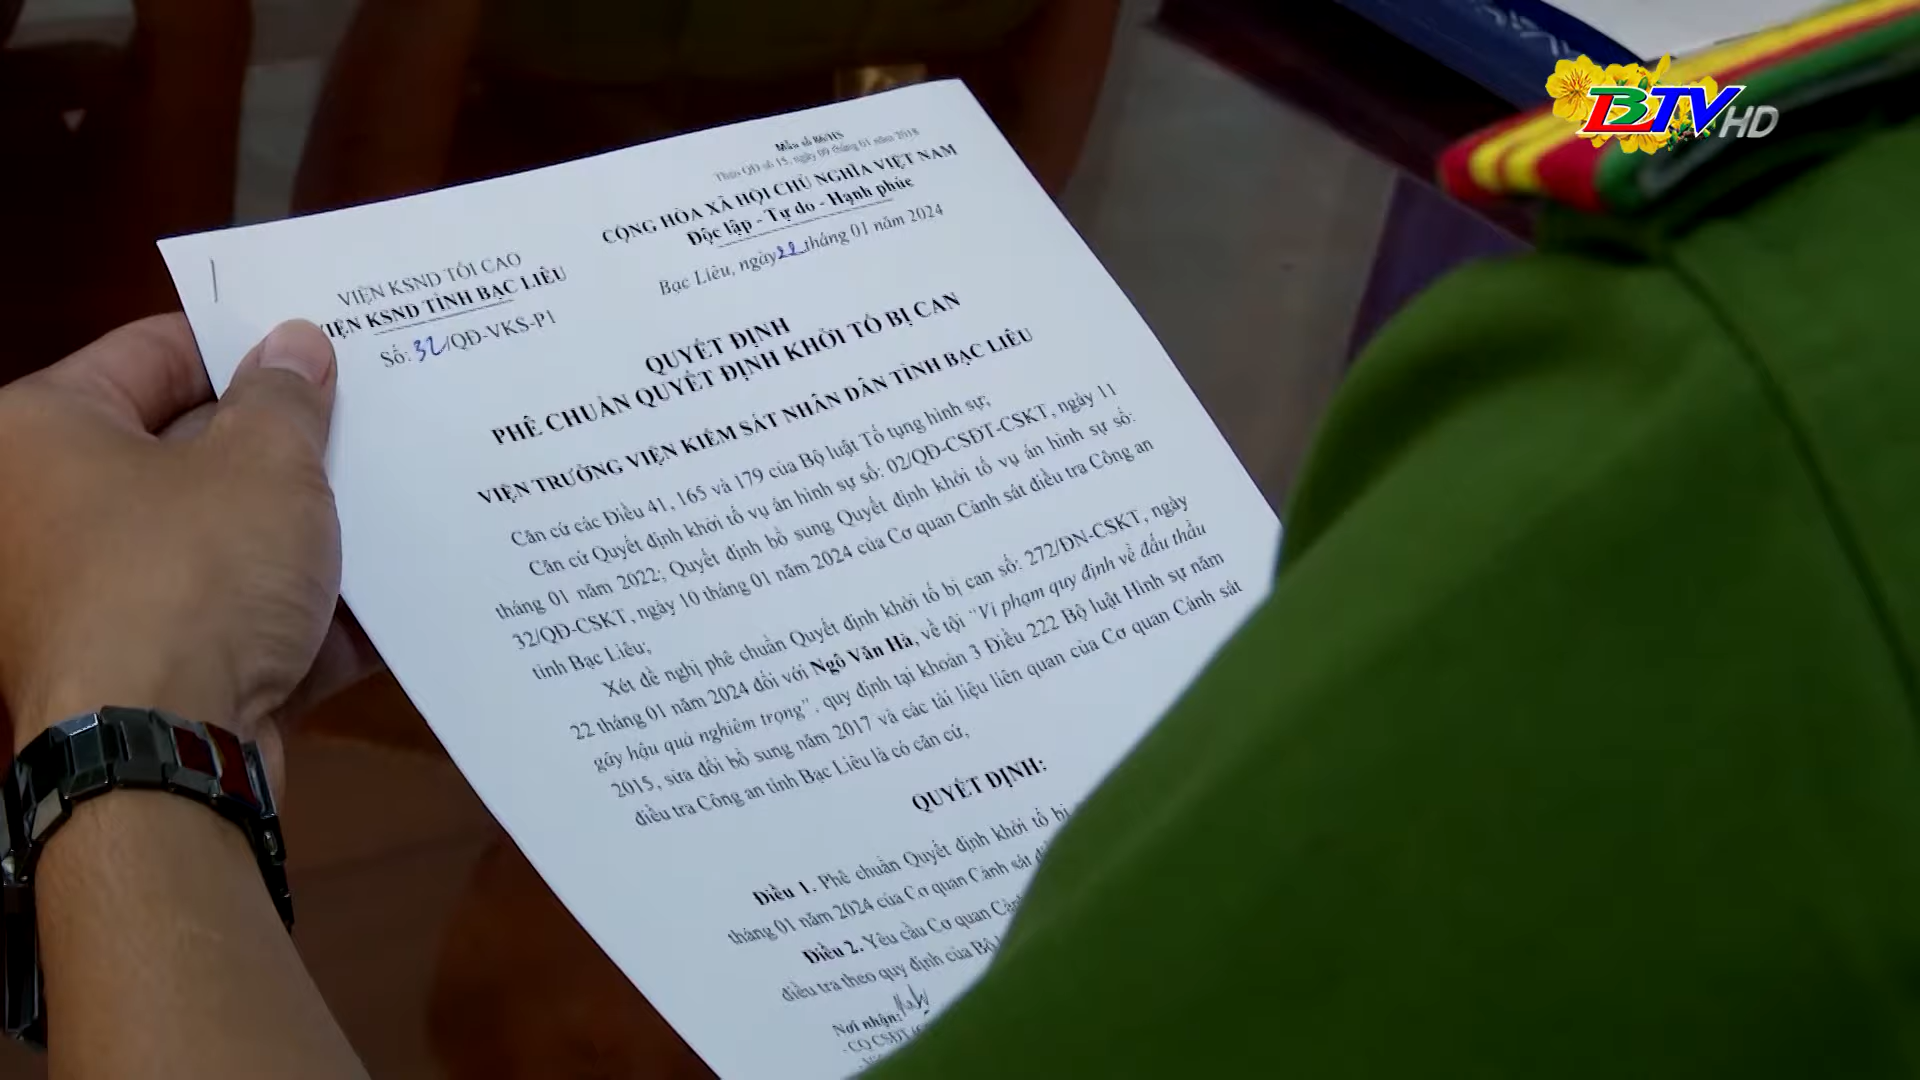 BTV HD
Mẫu số 86/HS
Theo QĐ số 15, ngày 09 tháng 01 năm 2018
VIỆN KSND TỐI CAO
VIỆN KSND TỈNH BẠC LIÊU
Số: 32/QĐ-VKS-P1
CỘNG HÒA XÃ HỘI CHỦ NGHĨA VIỆT NAM
Độc lập - Tự do - Hạnh phúc
Bạc Liêu, ngày 22 tháng 01 năm 2024
QUYẾT ĐỊNH
PHÊ CHUẨN QUYẾT ĐỊNH KHỞI TỐ BỊ CAN
VIỆN TRƯỞNG VIỆN KIỂM SÁT NHÂN DÂN TỈNH BẠC LIÊU
Căn cứ các Điều 41, 165 và 179 của Bộ luật Tố tụng hình sự;
Căn cứ Quyết định khởi tố vụ án hình sự số: 02/QĐ-CSĐT-CSKT, ngày 11
tháng 01 năm 2022; Quyết định bổ sung Quyết định khởi tố vụ án hình sự số:
32/QĐ-CSKT, ngày 10 tháng 01 năm 2024 của Cơ quan Cảnh sát điều tra Công an
tỉnh Bạc Liêu;
Xét đề nghị phê chuẩn Quyết định khởi tố bị can số: 272/ĐN-CSKT, ngày
22 tháng 01 năm 2024 đối với Ngô Văn Hà, về tội "Vi phạm quy định về đấu thầu
gây hậu quả nghiêm trọng", quy định tại khoản 3 Điều 222 Bộ luật Hình sự năm
2015, sửa đổi bổ sung năm 2017 và các tài liệu liên quan của Cơ quan Cảnh sát
điều tra Công an tỉnh Bạc Liêu là có căn cứ,
QUYẾT ĐỊNH:
Điều 1. Phê chuẩn Quyết định khởi tố bị
tháng 01 năm 2024 của Cơ quan Cảnh sát
Điều 2. Yêu cầu Cơ quan
điều tra theo quy định của Bộ
Nơi nhận: